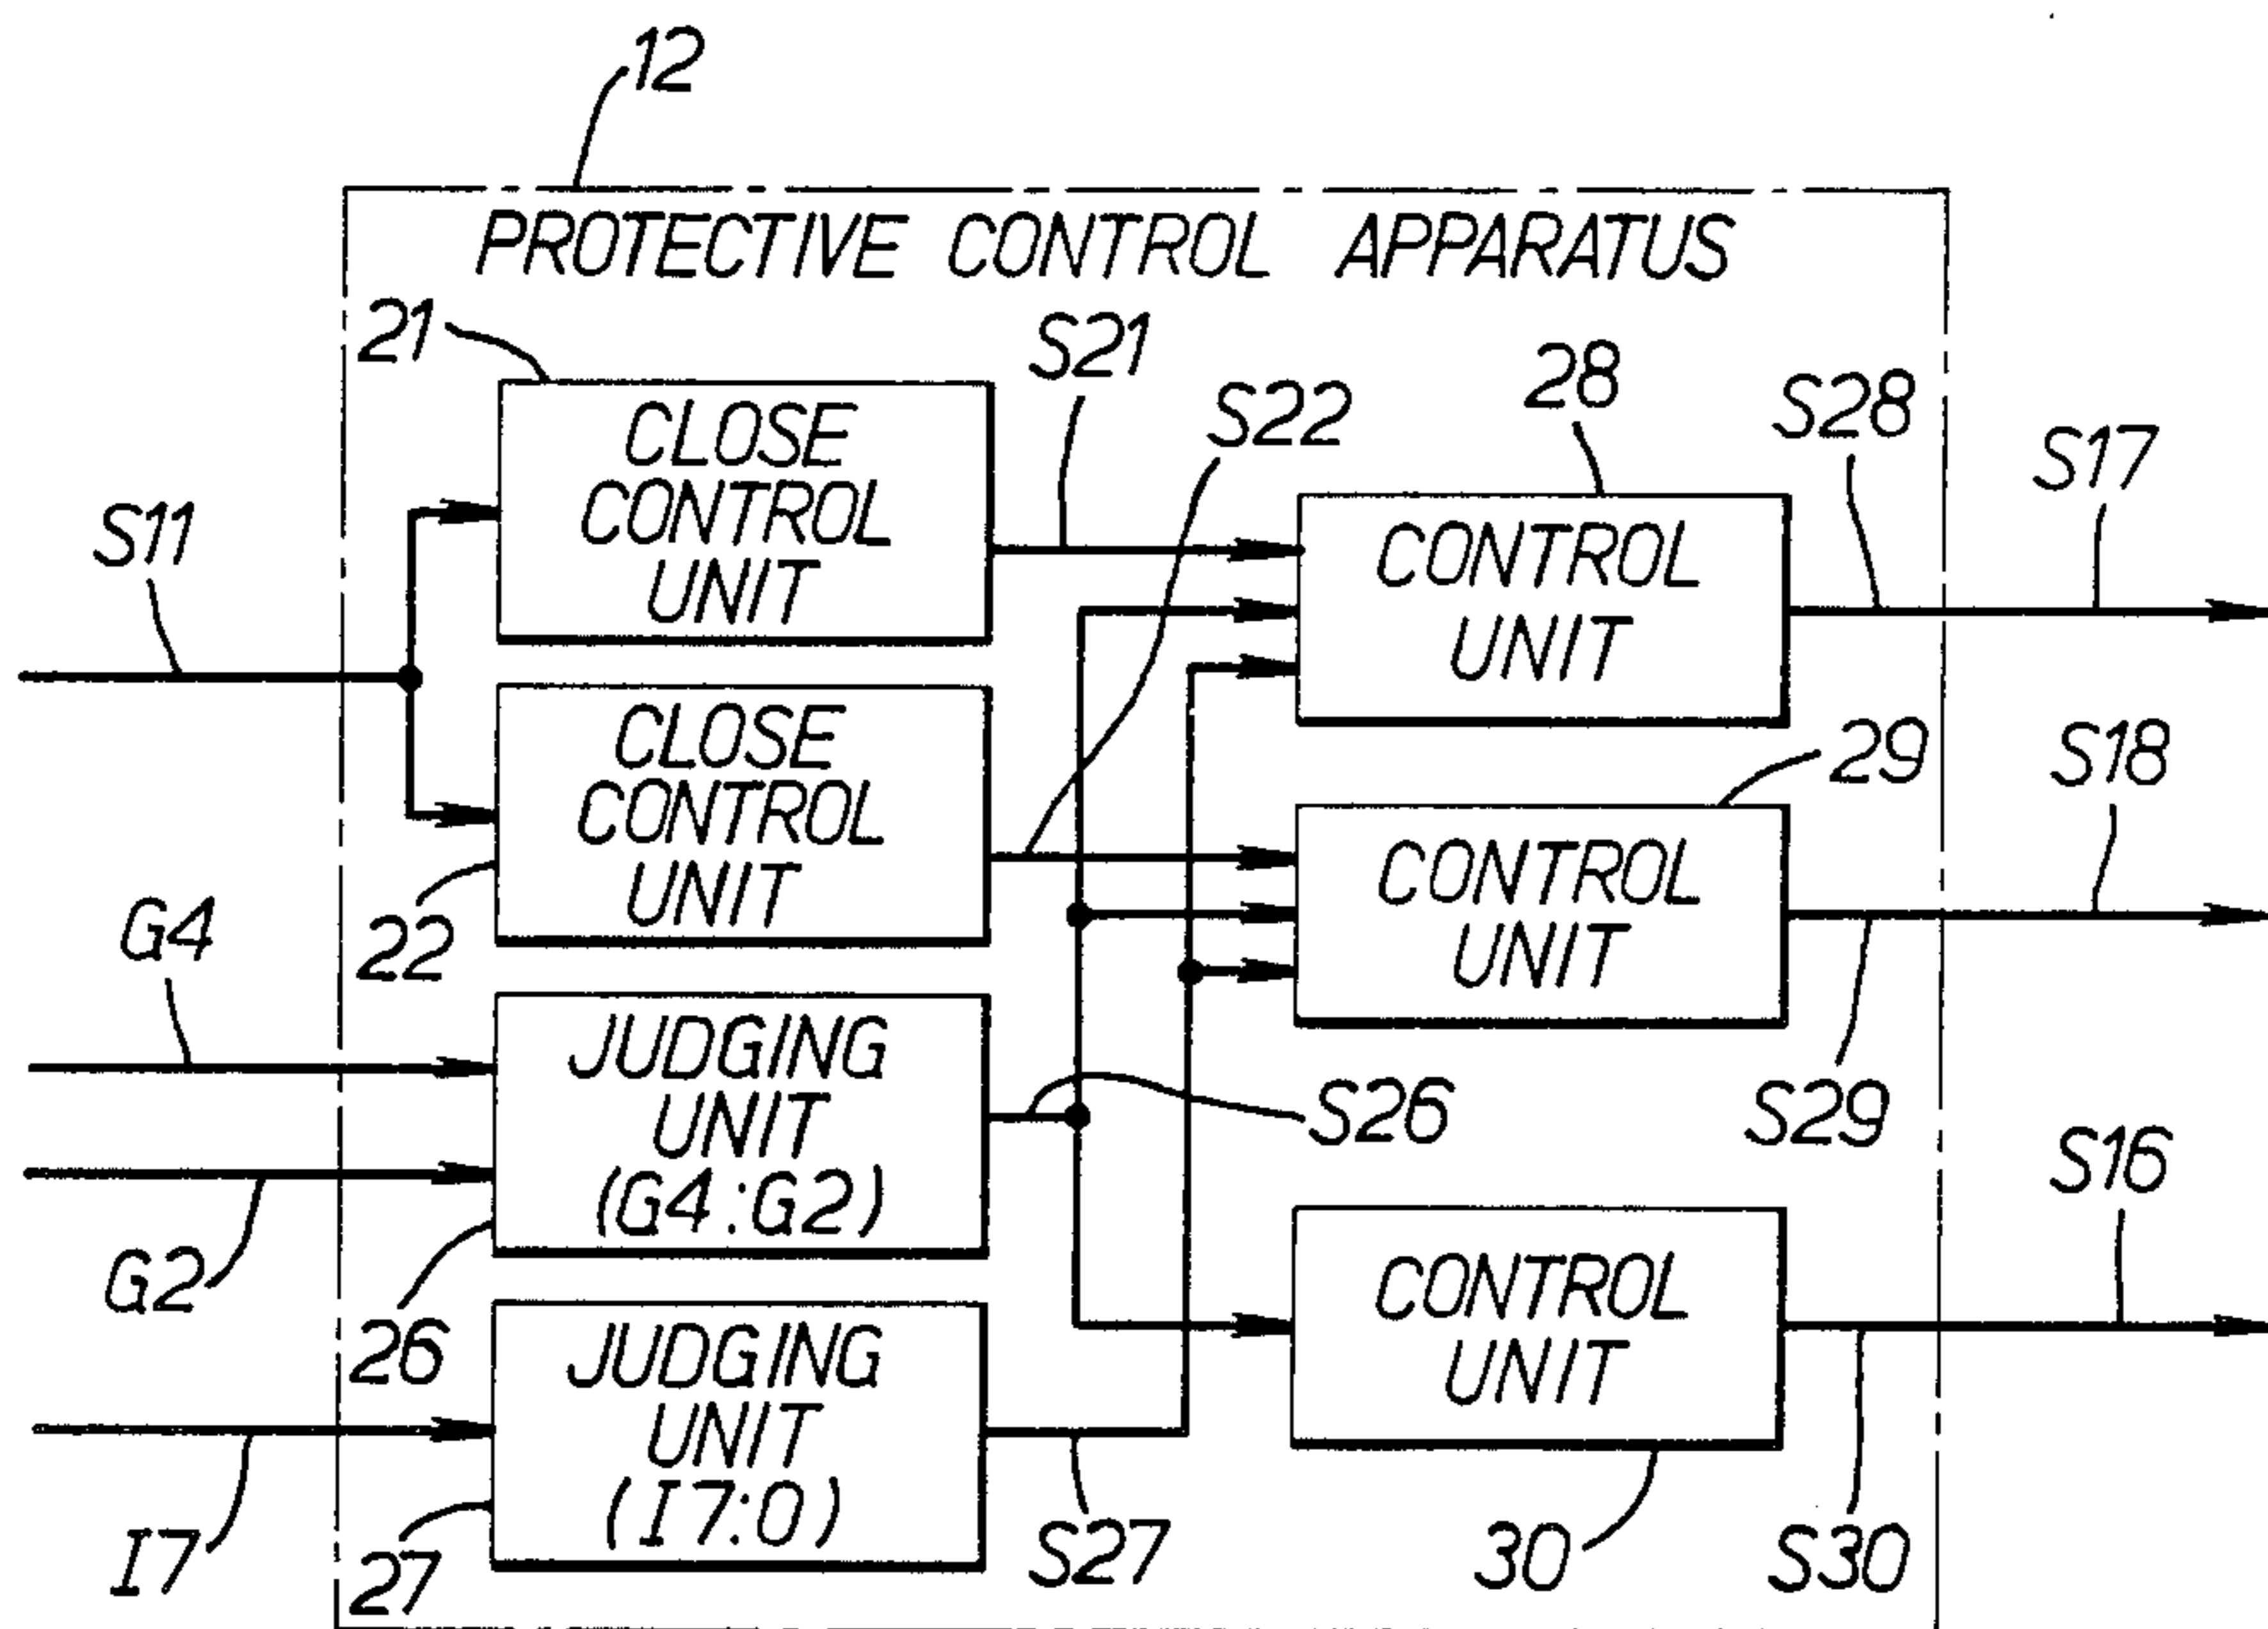 12
PROTECTIVE CONTROL APPARATUS
21
S21
S22
28
S28
S17
S11
CLOSE
CONTROL
UNIT
CONTROL
UNIT
CLOSE
CONTROL
UNIT
22
29
S18
G4
CONTROL
UNIT
JUDGING
UNIT
(G4:G2)
S26
S29
S16
G2
26
CONTROL
UNIT
JUDGING
UNIT
(I7:0)
I7
27
S27
30
S30